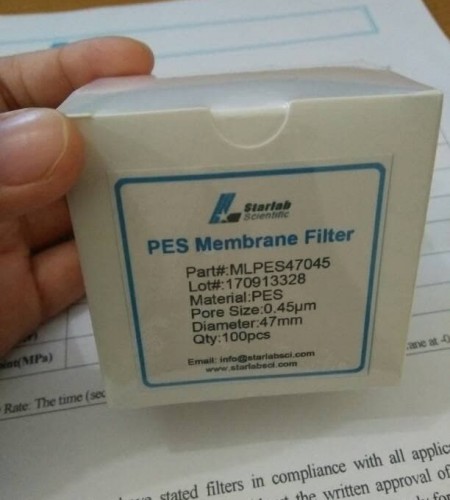 Starlab
Scientific
PES Membrane Filter
Part#:MLPES47045
Lot#:170913328
Material:PES
Pore Size:0.45µm
Diameter:47mm
Qty:100pcs
Email: info@starlabsci.com
www.starlabsci.com
(MPa)
Rate: The time (sec
stated filters in compliance with all applic
the written approval of